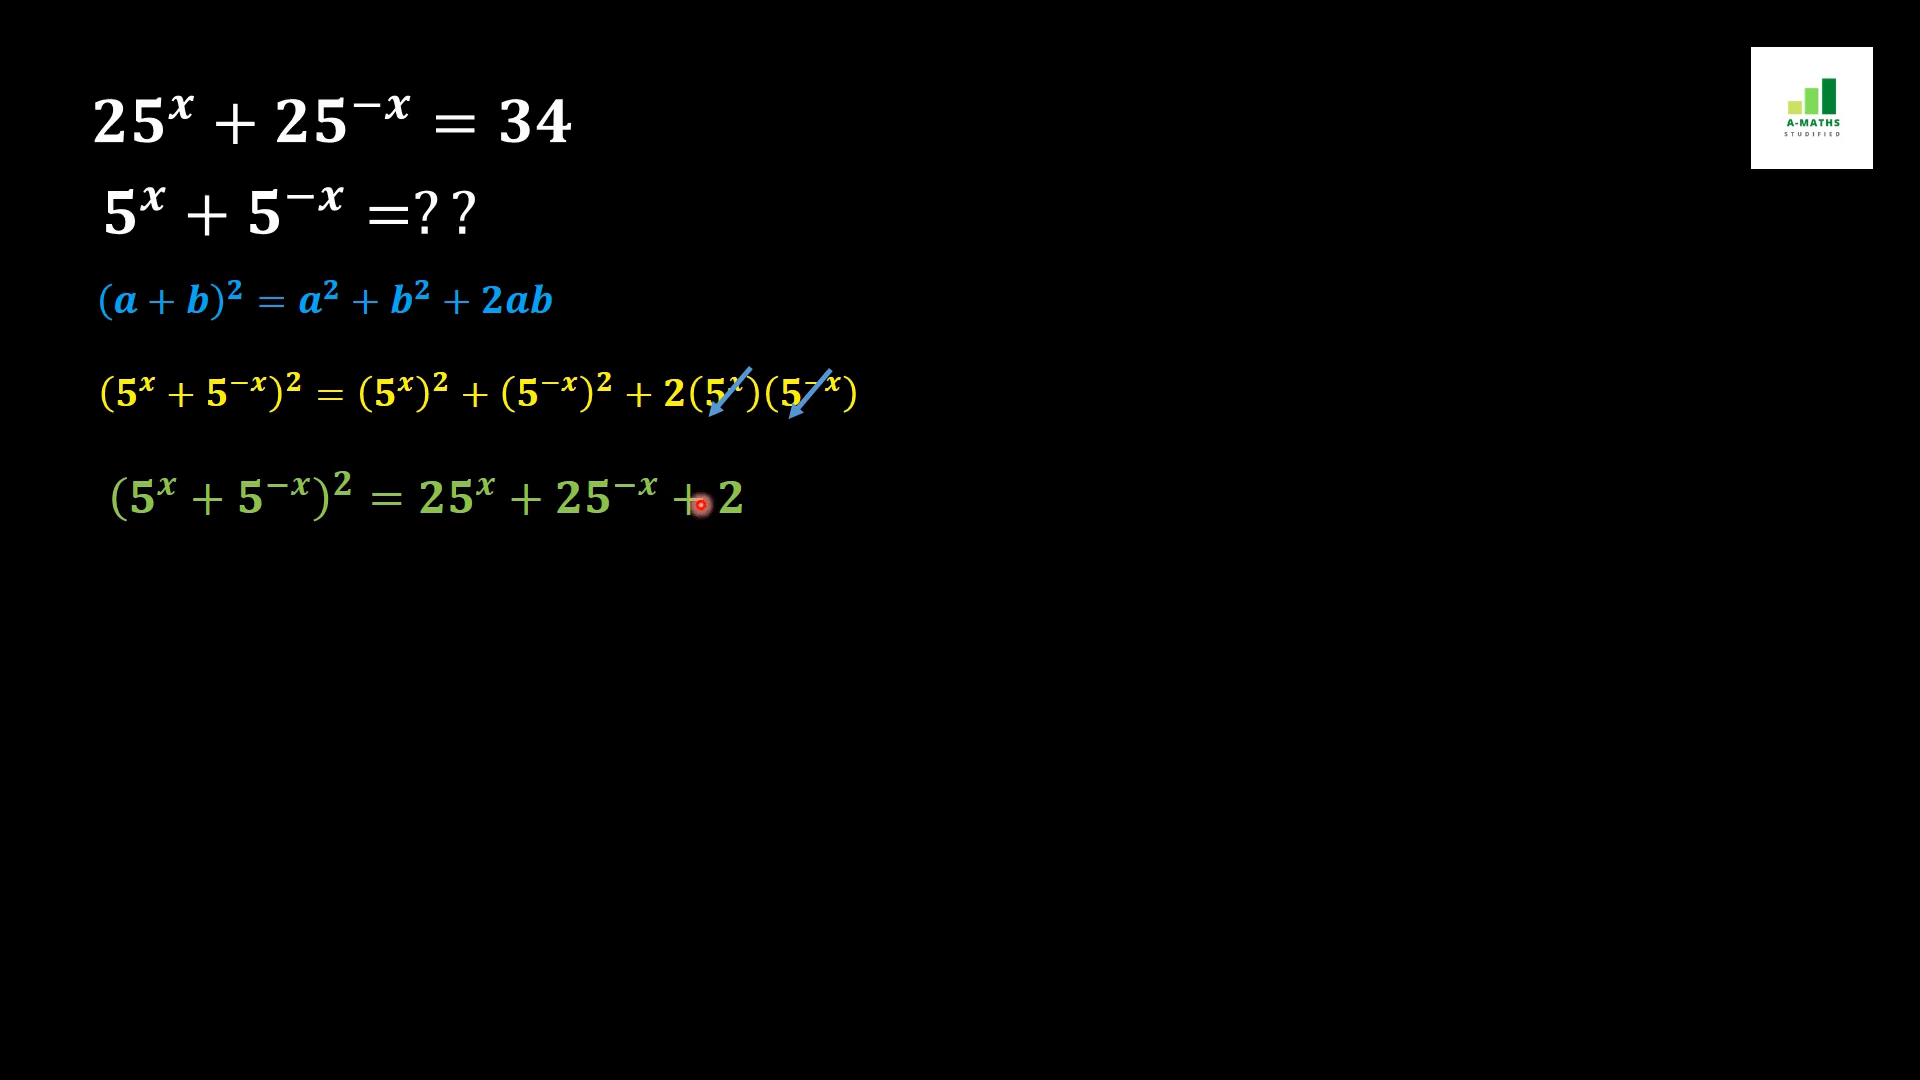 25^x + 25^−x = 34
5^x + 5^−x =??
(a + b)^2 = a^2 + b^2 + 2ab
(5^x + 5^−x)^2 = (5^x)^2 + (5^−x)^2 + 2(5^x)(5^−x)
(5^x + 5^−x)^2 = 25^x + 25^−x + 2
A-MATHS
STUDIFIED